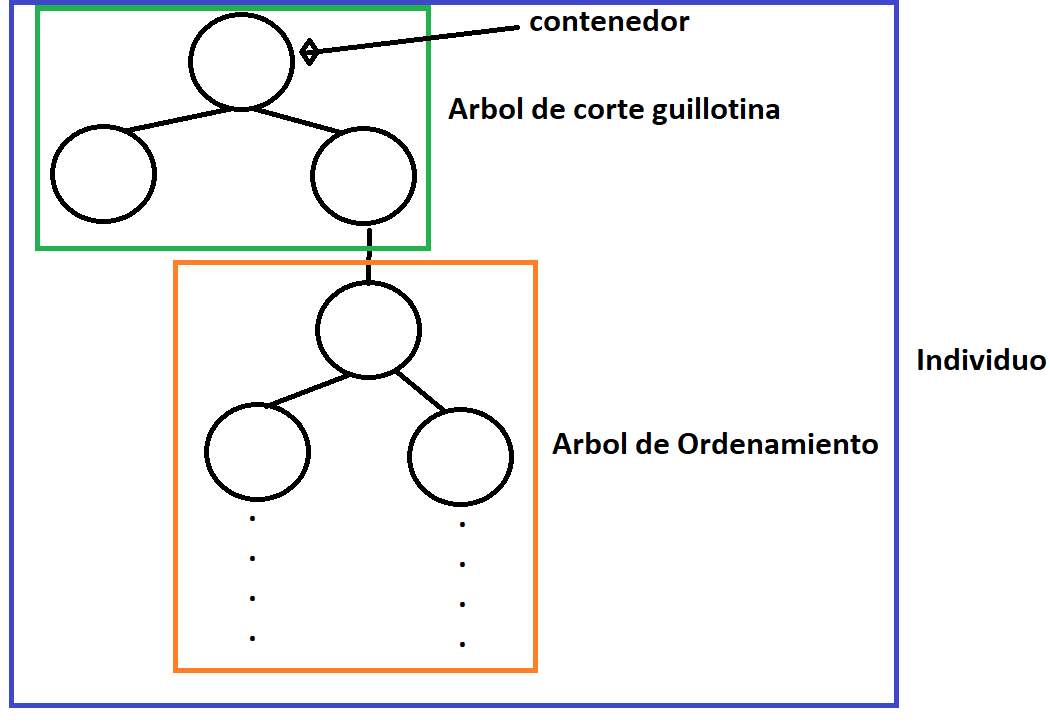 contenedor
Arbol de corte guillotina
Individuo
Arbol de Ordenamiento